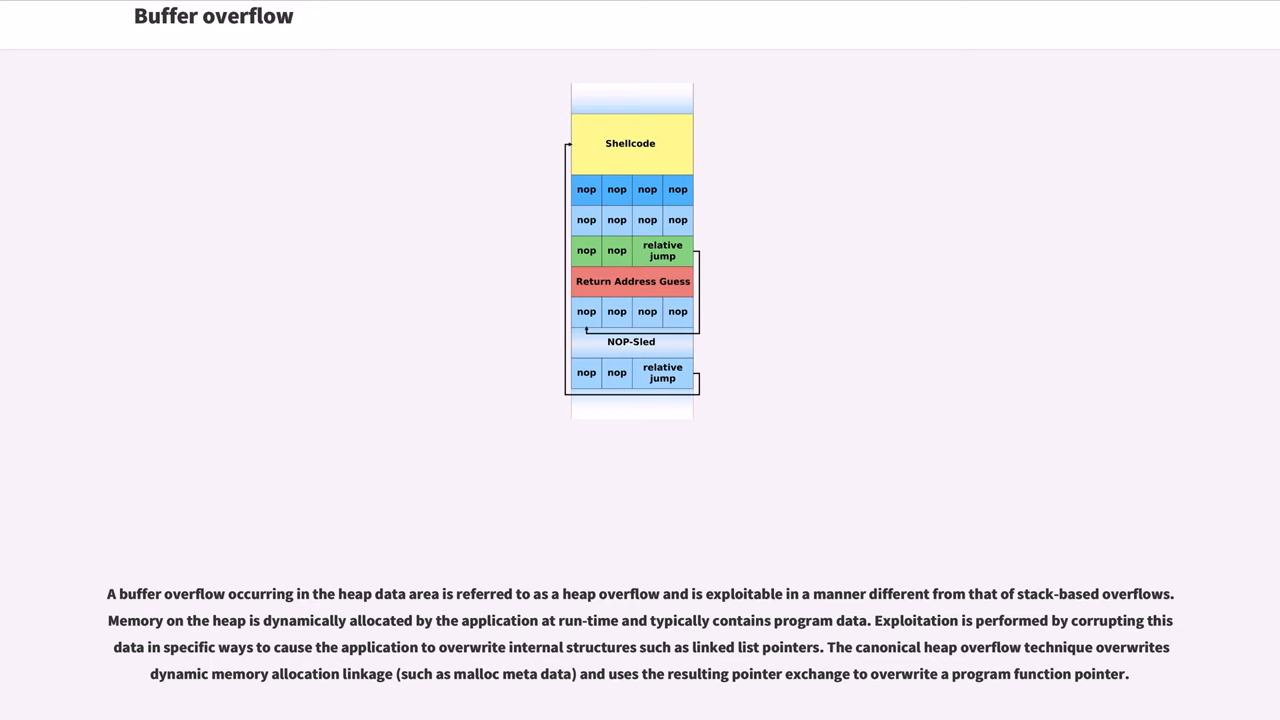 Buffer overflow
Shellcode
nop nop nop nop
nop nop nop nop
nop nop relative jump
Return Address Guess
nop nop nop nop
NOP-Sled
nop nop relative jump
A buffer overflow occurring in the heap data area is referred to as a heap overflow and is exploitable in a manner different from that of stack-based overflows.
Memory on the heap is dynamically allocated by the application at run-time and typically contains program data. Exploitation is performed by corrupting this
data in specific ways to cause the application to overwrite internal structures such as linked list pointers. The canonical heap overflow technique overwrites
dynamic memory allocation linkage (such as malloc meta data) and uses the resulting pointer exchange to overwrite a program function pointer.